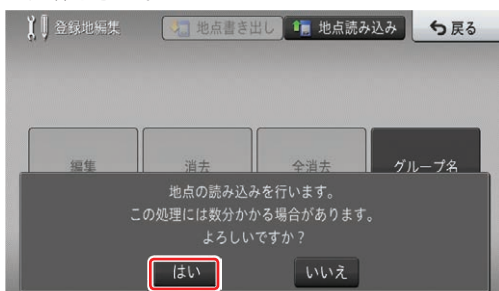 登録地編集
地点書き出し
地点読み込み
戻る
編集
消去
全消去
グループ名
地点の読み込みを行います。
この処理には数分かかる場合があります。
よろしいですか？
はい
いいえ